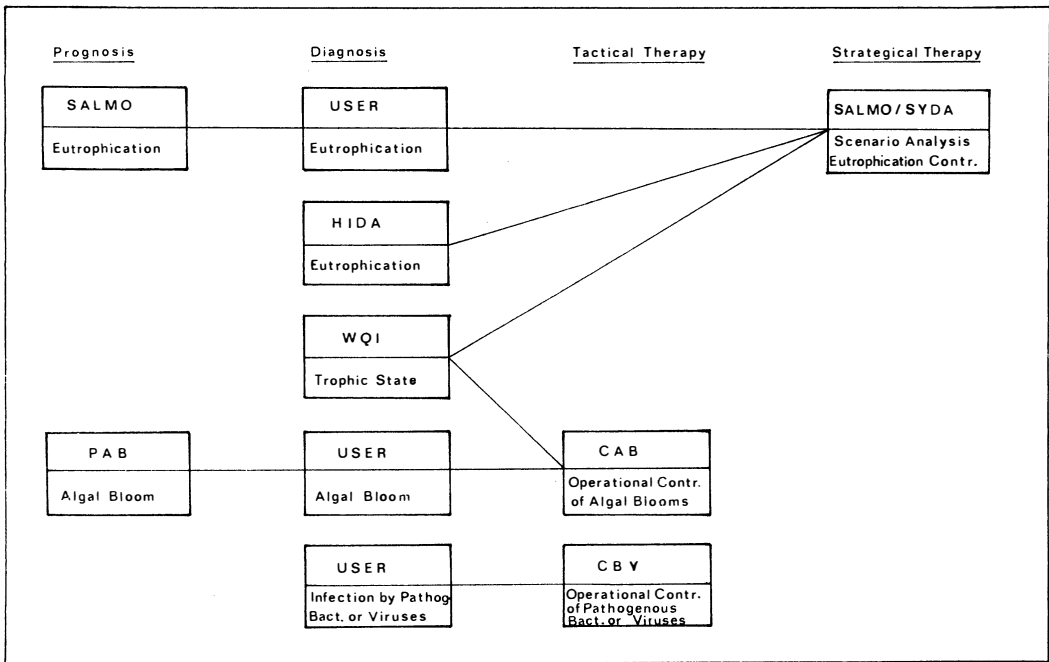 Prognosis
Diagnosis
Tactical Therapy
Strategical Therapy
SALMO
Eutrophication
USER
Eutrophication
SALMO/SYDA
Scenario Analysis
Eutrophication Contr.
HIDA
Eutrophication
WQI
Trophic State
PAB
Algal Bloom
USER
Algal Bloom
CAB
Operational Contr.
of Algal Blooms
USER
Infection by Pathog
Bact. or Viruses
CBV
Operational Contr.
of Pathogenous
Bact. or Viruses